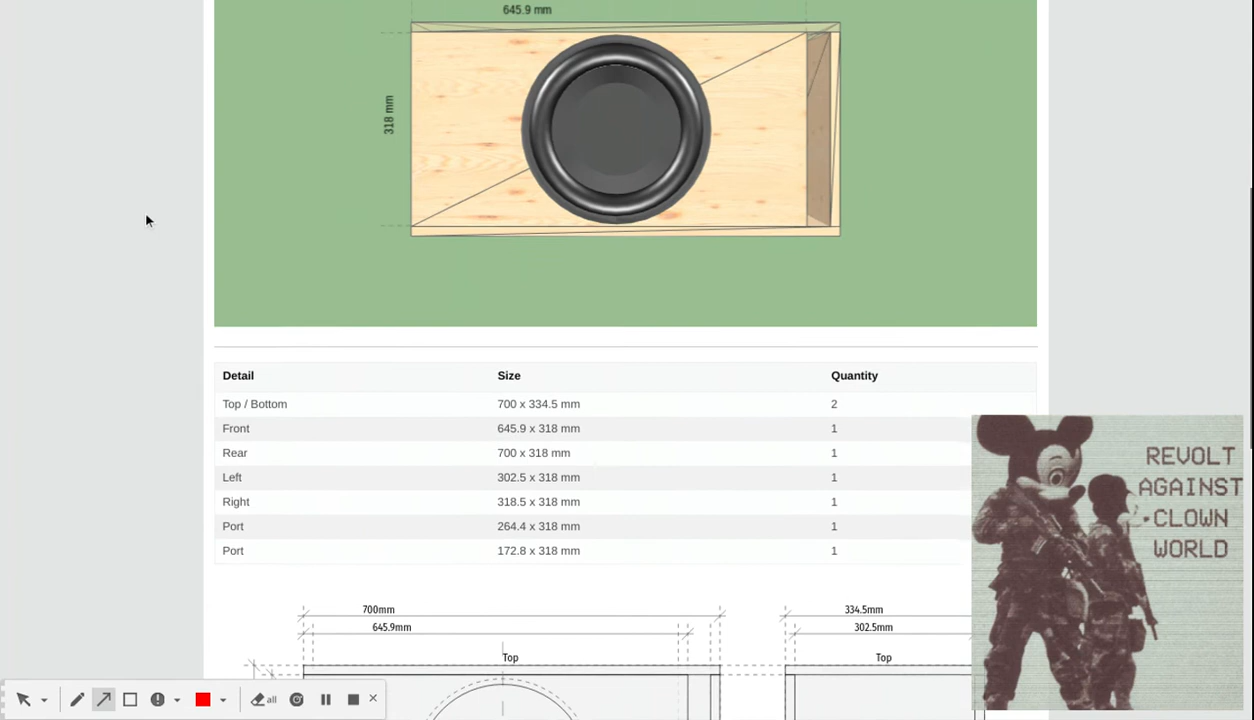 645.9 mm
318 mm
Detail Size Quantity
Top / Bottom 700 x 334.5 mm 2
Front 645.9 x 318 mm 1
Rear 700 x 318 mm 1
Left 302.5 x 318 mm 1
Right 318.5 x 318 mm 1
Port 264.4 x 318 mm 1
Port 172.8 x 318 mm 1
REVOLT
AGAINST
CLOWN
WORLD
700mm 334.5mm
645.9mm 302.5mm
Top Top
all